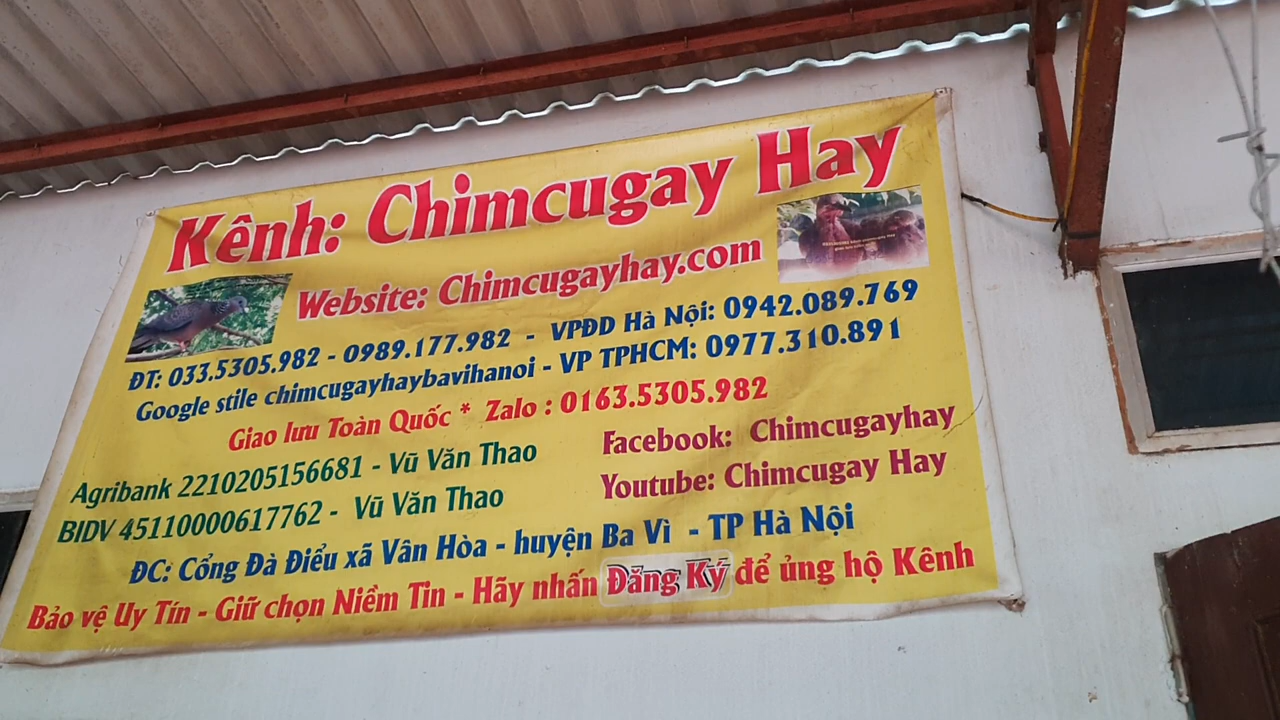 Kênh: Chimcugay Hay
Website: Chimcugayhay.com
ĐT: 033.5305.982 - 0989.177.982 - VPĐD Hà Nội: 0942.089.769
Google stile chimcugayhaybavihanoi - VP TPHCM: 0977.310.891
Giao lưu Toàn Quốc * Zalo : 0163.5305.982
Agribank 2210205156681 - Vũ Văn Thao
BIDV 45110000617762 - Vũ Văn Thao
Facebook: Chimcugayhay
Youtube: Chimcugay Hay
ĐC: Cổng Đà Điểu xã Vân Hòa - huyện Ba Vì - TP Hà Nội
Bảo vệ Uy Tín - Giữ chọn Niềm Tin - Hãy nhấn Đăng Ký để ủng hộ Kênh